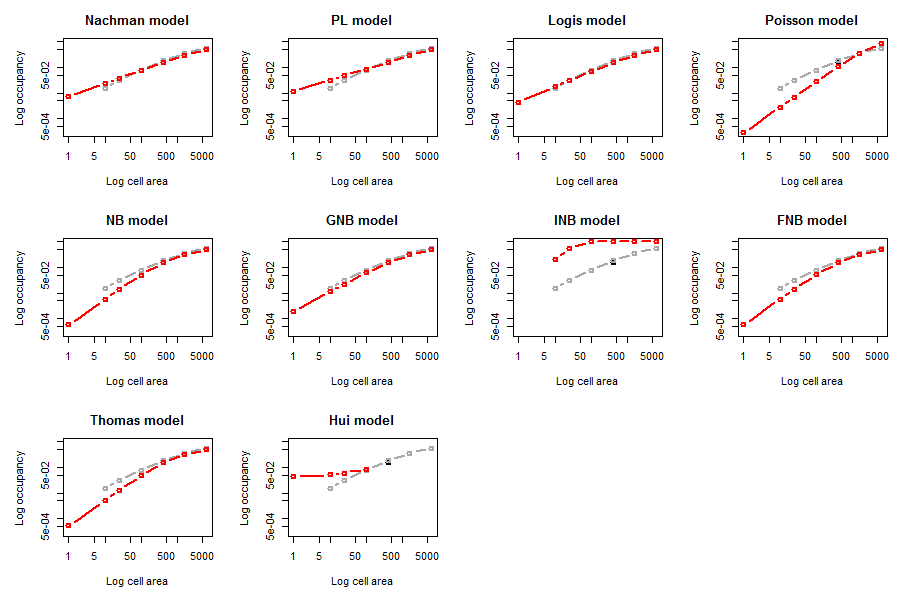 Nachman model
PL model
Logis model
Poisson model
Log occupancy
5e-04 5e-02
1 5 50 500 5000
Log cell area
Log occupancy
5e-04 5e-02
1 5 50 500 5000
Log cell area
Log occupancy
5e-04 5e-02
1 5 50 500 5000
Log cell area
Log occupancy
5e-04 5e-02
1 5 50 500 5000
Log cell area
NB model
GNB model
INB model
FNB model
Log occupancy
5e-04 5e-02
1 5 50 500 5000
Log cell area
Log occupancy
5e-04 5e-02
1 5 50 500 5000
Log cell area
Log occupancy
5e-04 5e-02
1 5 50 500 5000
Log cell area
Log occupancy
5e-04 5e-02
1 5 50 500 5000
Log cell area
Thomas model
Hui model
Log occupancy
5e-04 5e-02
1 5 50 500 5000
Log cell area
Log occupancy
5e-04 5e-02
1 5 50 500 5000
Log cell area